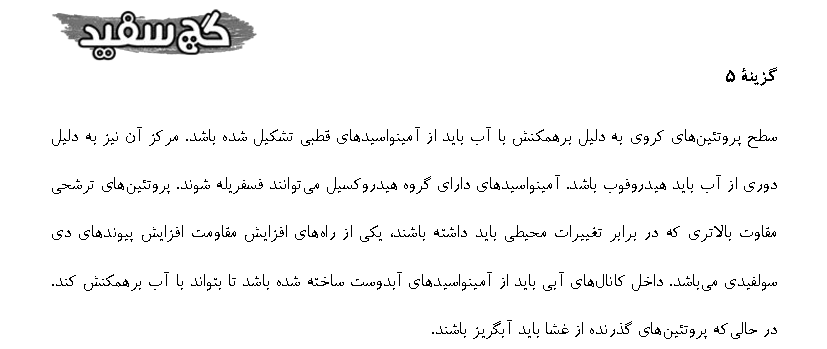 گچ سفید
گزینهٔ ۵
سطح پروتئین‌های کروی به دلیل برهمکنش با آب باید از آمینواسیدهای قطبی تشکیل شده باشد. مرکز آن نیز به دلیل
دوری از آب باید هیدروفوب باشد. آمینواسیدهای دارای گروه هیدروکسیل می‌توانند فسفریله شوند. پروتئین‌های ترشحی
مقاوت بالاتری که در برابر تغییرات محیطی باید داشته باشند، یکی از راه‌های افزایش مقاومت افزایش پیوندهای دی
سولفیدی می‌باشد. داخل کانال‌های آبی باید از آمینواسیدهای آبدوست ساخته شده باشد تا بتواند با آب برهمکنش کند.
در حالی‌که پروتئین‌های گذرنده از غشا باید آبگریز باشند.